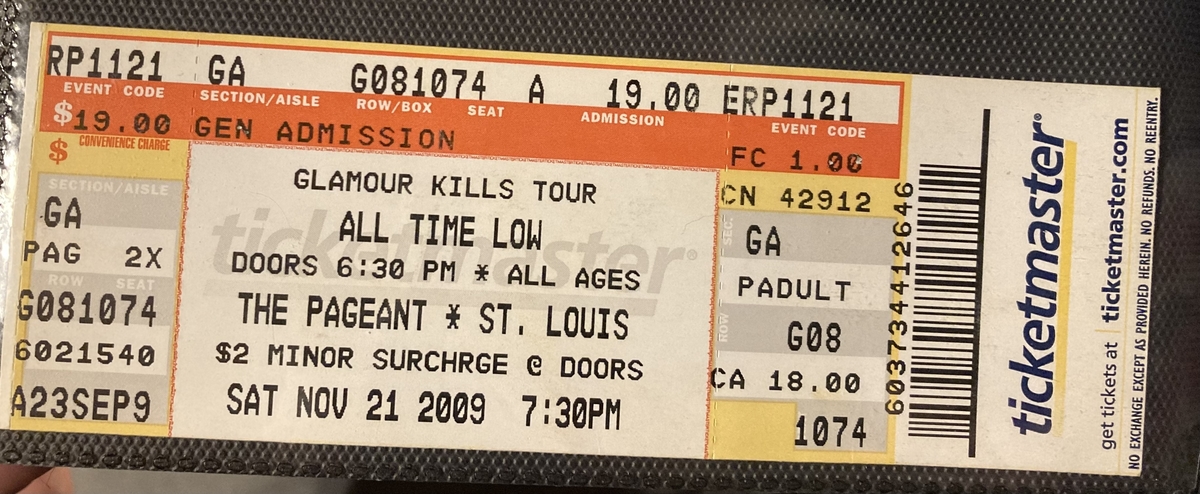 RP1121 GA G081074 A 19.00 ERP1121
EVENT CODE SECTION/AISLE ROW/BOX SEAT ADMISSION EVENT CODE
$19.00 GEN ADMISSION FC 1.00
$ CONVENIENCE CHARGE
CN 42912
SECTION/AISLE
GA
PAG 2X
ROW SEAT
G081074
6021540
A23SEP9
ticketmaster®
GLAMOUR KILLS TOUR
ALL TIME LOW
DOORS 6:30 PM * ALL AGES
THE PAGEANT * ST. LOUIS
$2 MINOR SURCHRGE @ DOORS
SAT NOV 21 2009 7:30PM
SEC.
GA
PADULT
ROW
G08
CA 18.00
1074
603734412646
ticketmaster®
get tickets at ticketmaster.com
NO EXCHANGE EXCEPT AS PROVIDED HEREIN. NO REFUNDS. NO REENTRY.